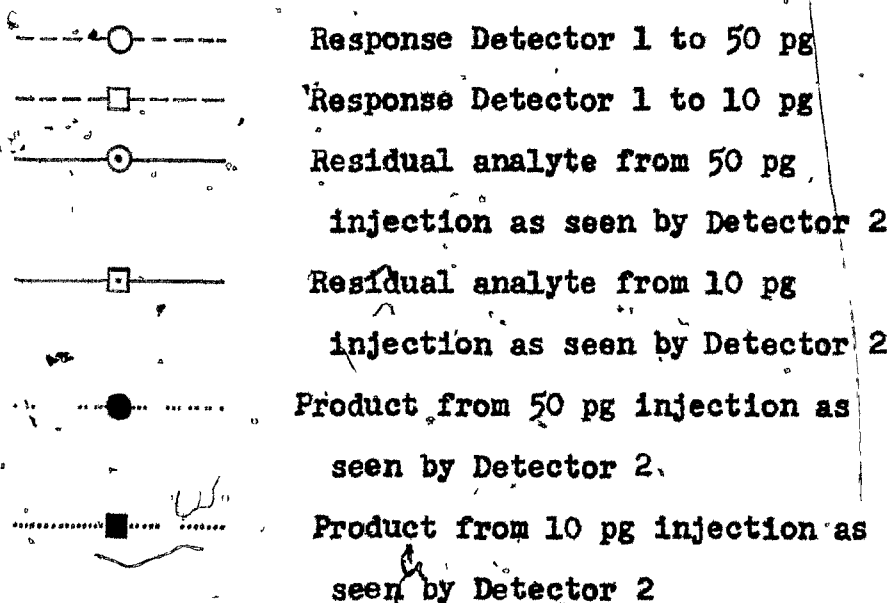 Response Detector 1 to 50 pg
Response Detector 1 to 10 pg
Residual analyte from 50 pg
injection as seen by Detector 2
Residual analyte from 10 pg
injection as seen by Detector 2
Product from 50 pg injection as
seen by Detector 2.
Product from 10 pg injection as
seen by Detector 2